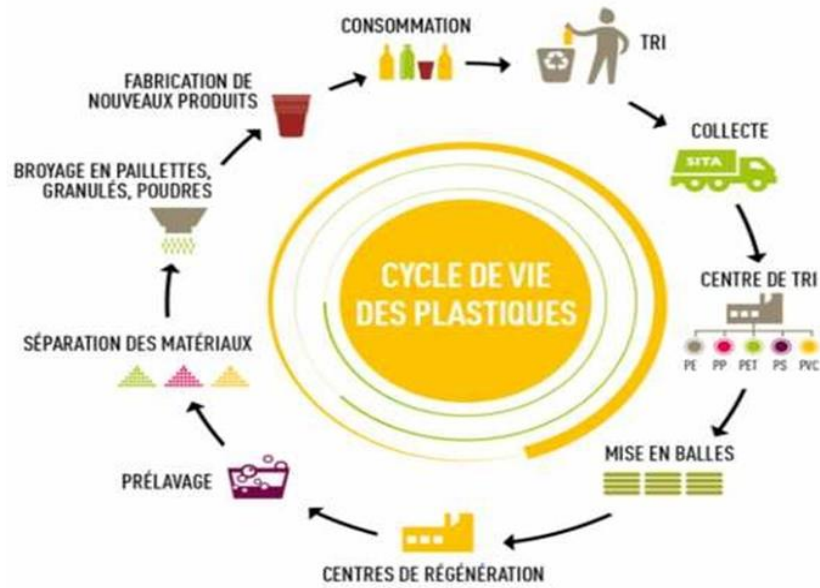 CONSOMMATION
TRI
COLLECTE
SITA
CENTRE DE TRI
PE PP PET PS PVC
MISE EN BALLES
CENTRES DE RÉGÉNÉRATION
PRÉLAVAGE
SÉPARATION DES MATÉRIAUX
BROYAGE EN PAILLETTES,
GRANULÉS, POUDRES
FABRICATION DE
NOUVEAUX PRODUITS
CYCLE DE VIE
DES PLASTIQUES